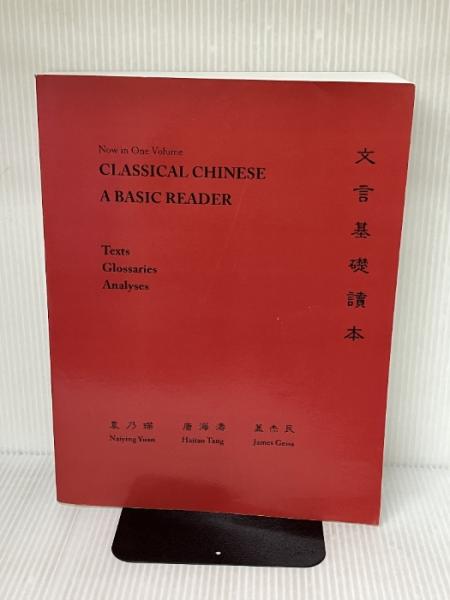 Now in One Volume
CLASSICAL CHINESE
A BASIC READER
文言基礎讀本
Texts
Glossaries
Analyses
袁乃瑛 唐海濤 蓋杰民
Naiying Yuan Haitao Tang James Geiss